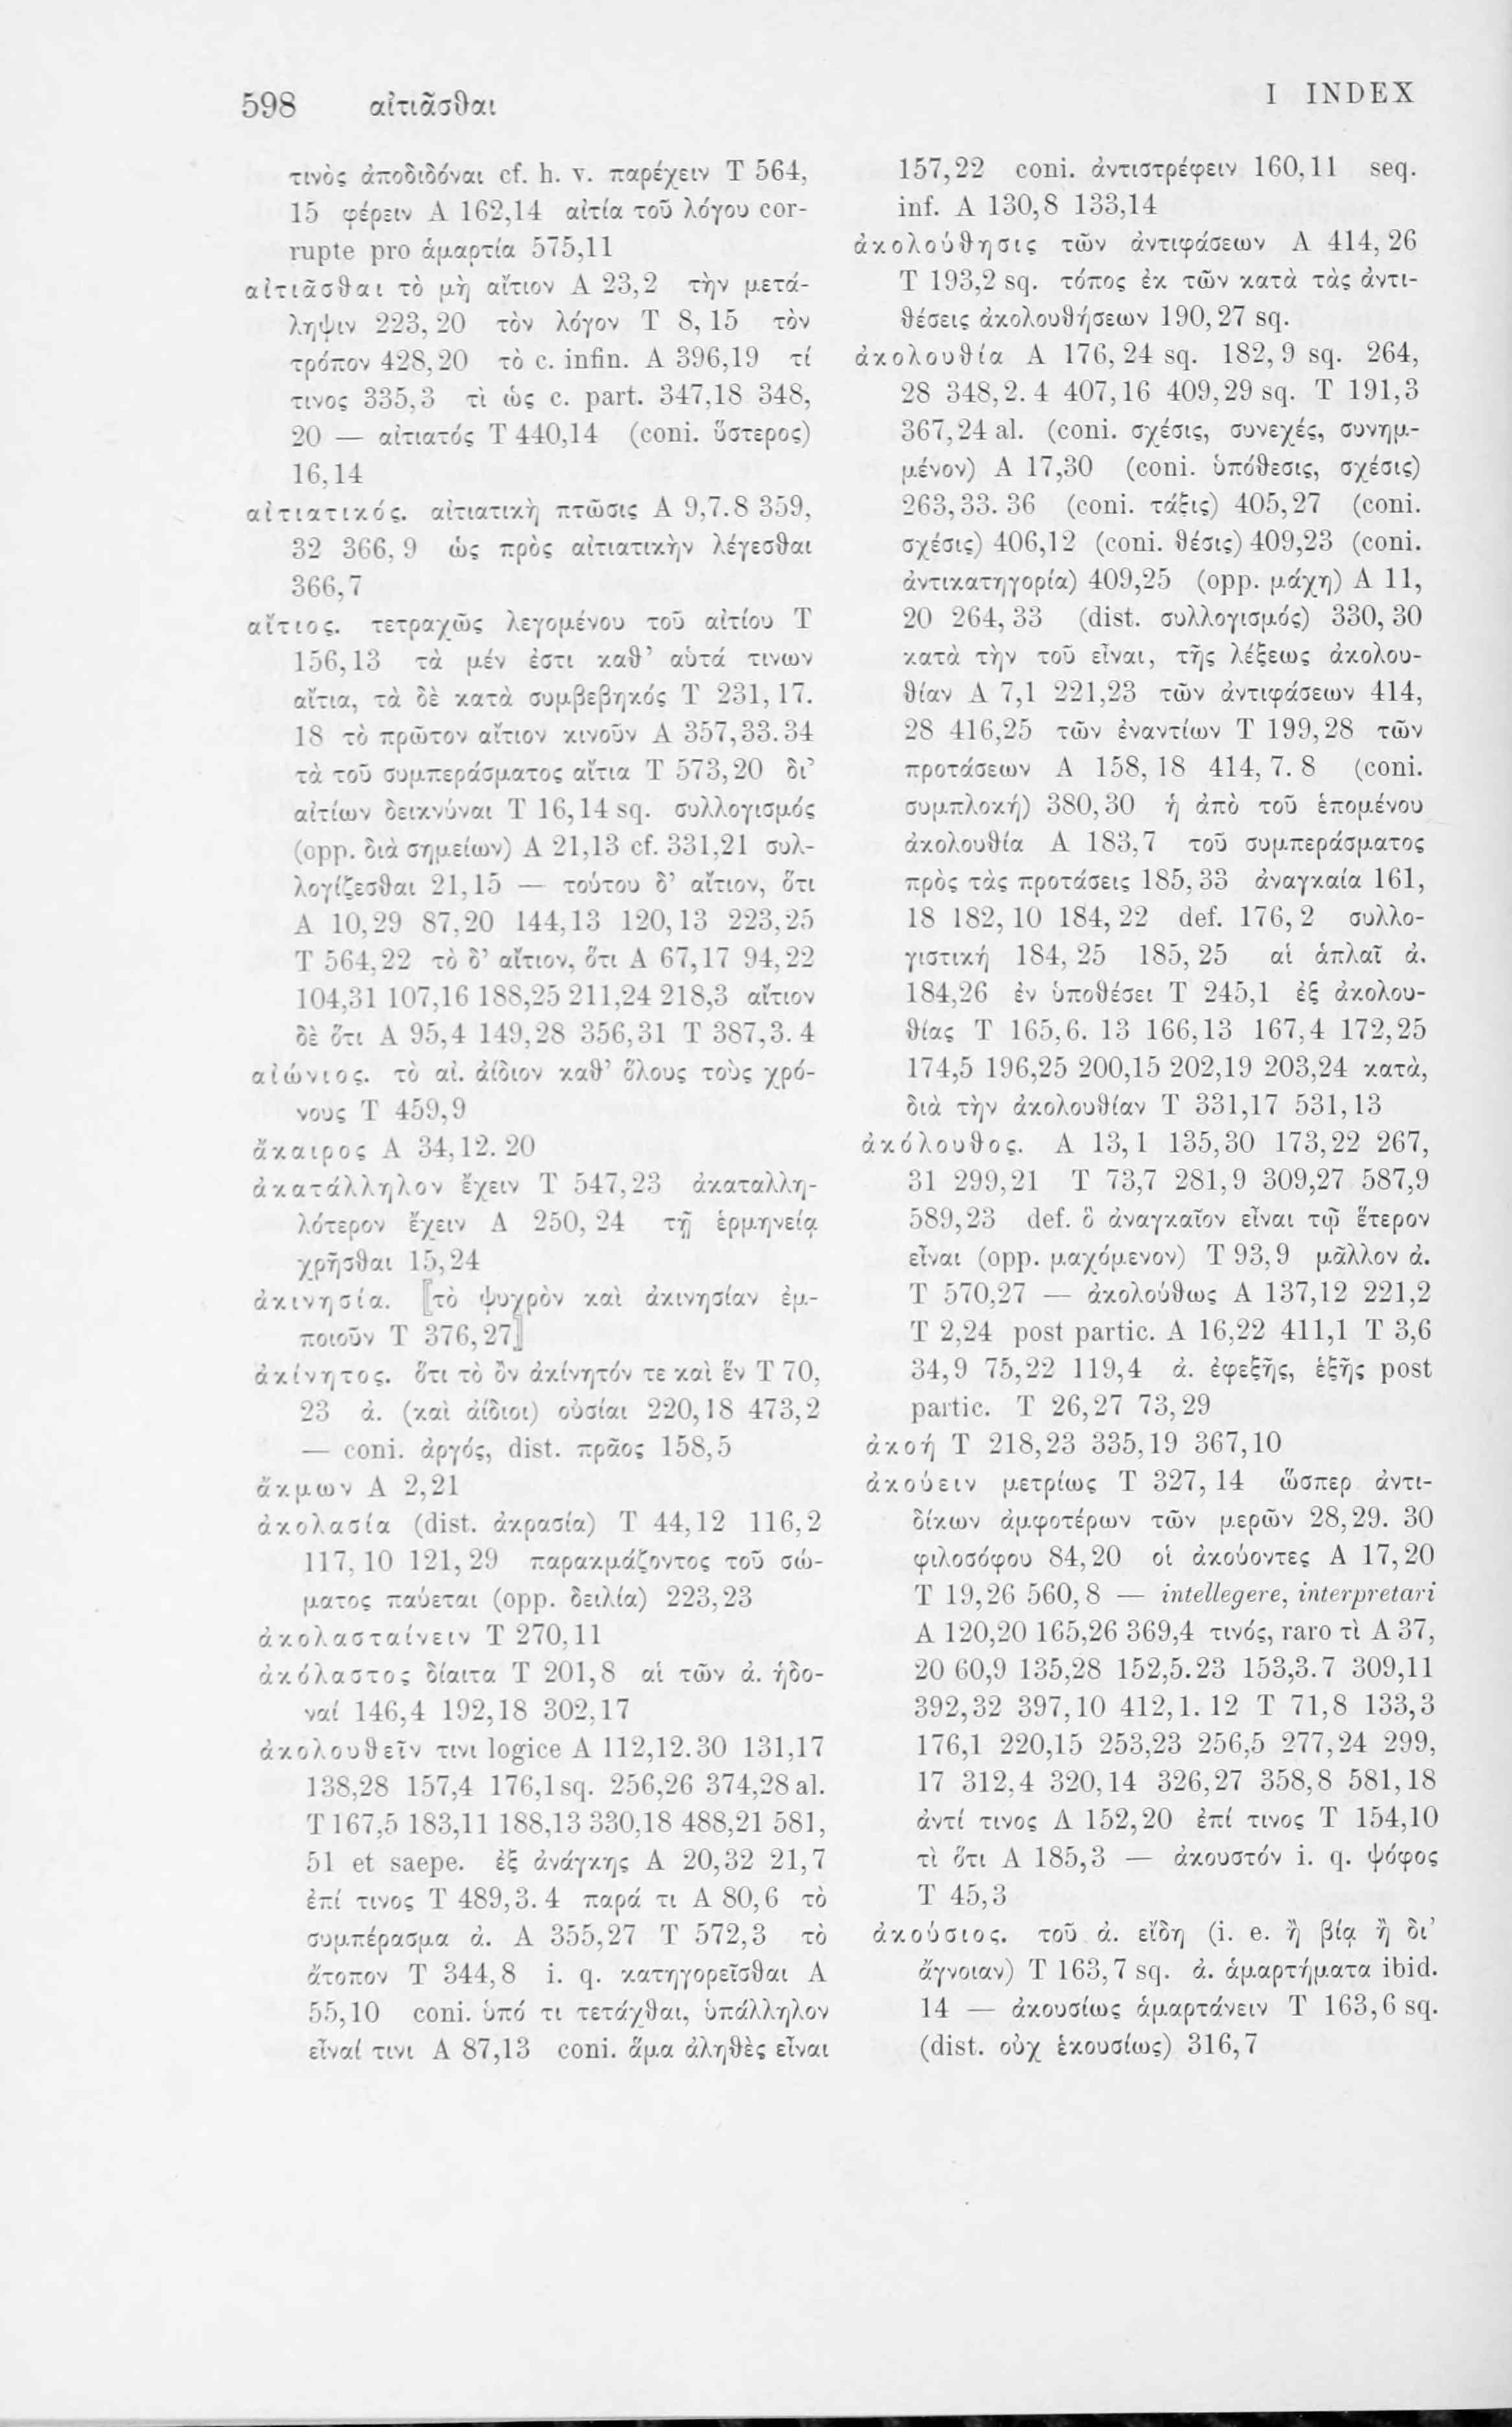 598 αἰτιᾶσθαι
I INDEX
τινὸς ἀποδιδόναι cf. h. v. παρέχειν T 564,
15 φέρειν A 162,14 αἰτία τοῦ λόγου cor-
rupte pro ἁμαρτία 575,11
αἰτιᾶσθαι τὸ μὴ αἴτιον A 23,2 τὴν μετά-
ληψιν 223,20 τὸν λόγον T 8,15 τὸν
τρόπον 428,20 τὸ c. infin. A 396,19 τί
τινος 335,3 τὶ ὡς c. part. 347,18 348,
20 — αἰτιατός T 440,14 (coni. ὕστερος)
16,14
αἰτιατικός. αἰτιατικὴ πτῶσις A 9,7.8 359,
32 366,9 ὡς πρὸς αἰτιατικὴν λέγεσθαι
366,7
αἴτιος. τετραχῶς λεγομένου τοῦ αἰτίου T
156,13 τὰ μέν ἐστι καθ’ αὑτά τινων
αἴτια, τὰ δὲ κατὰ συμβεβηκός T 231,17.
18 τὸ πρῶτον αἴτιον κινοῦν A 357,33.34
τὰ τοῦ συμπεράσματος αἴτια T 573,20 δι’
αἰτίων δεικνύναι T 16,14 sq. συλλογισμός
(opp. διὰ σημείων) A 21,13 cf. 331,21 συλ-
λογίζεσθαι 21,15 — τούτου δ’ αἴτιον, ὅτι
A 10,29 87,20 144,13 120,13 223,25
T 564,22 τὸ δ’ αἴτιον, ὅτι A 67,17 94,22
104,31 107,16 188,25 211,24 218,3 αἴτιον
δὲ ὅτι A 95,4 149,28 356,31 T 387,3.4
αἰώνιος. τὸ αἰ. ἀίδιον καθ’ ὅλους τοὺς χρό-
νους T 459,9
ἄκαιρος A 34,12.20
ἀκατάλληλον ἔχειν T 547,23 ἀκαταλλη-
λότερον ἔχειν A 250,24 τῇ ἑρμηνείᾳ
χρῆσθαι 15,24
ἀκινησία. [τὸ ψυχρὸν καὶ ἀκινησίαν ἐμ-
ποιοῦν T 376,27]
ἀκίνητος. ὅτι τὸ ὂν ἀκίνητόν τε καὶ ἕν T 70,
23 ἀ. (καὶ ἀίδιοι) οὐσίαι 220,18 473,2
— coni. ἀργός, dist. πρᾶος 158,5
ἄκμων A 2,21
ἀκολασία (dist. ἀκρασία) T 44,12 116,2
117,10 121,29 παρακμάζοντος τοῦ σώ-
ματος παύεται (opp. δειλία) 223,23
ἀκολασταίνειν T 270,11
ἀκόλαστος δίαιτα T 201,8 αἱ τῶν ἀ. ἡδο-
ναί 146,4 192,18 302,17
ἀκολουθεῖν τινι logice A 112,12.30 131,17
138,28 157,4 176,1 sq. 256,26 374,28 al.
T 167,5 183,11 188,13 330,18 488,21 581,
51 et saepe. ἐξ ἀνάγκης A 20,32 21,7
ἐπί τινος T 489,3.4 παρά τι A 80,6 τὸ
συμπέρασμα ἀ. A 355,27 T 572,3 τὸ
ἄτοπον T 344,8 i. q. κατηγορεῖσθαι A
55,10 coni. ὑπό τι τετάχθαι, ὑπάλληλον
εἶναί τινι A 87,13 coni. ἅμα ἀληθὲς εἶναι
157,22 coni. ἀντιστρέφειν 160,11 seq.
inf. A 130,8 133,14
ἀκολούθησις τῶν ἀντιφάσεων A 414,26
T 193,2 sq. τόπος ἐκ τῶν κατὰ τὰς ἀντι-
θέσεις ἀκολουθήσεων 190,27 sq.
ἀκολουθία A 176,24 sq. 182,9 sq. 264,
28 348,2.4 407,16 409,29 sq. T 191,3
367,24 al. (coni. σχέσις, συνεχές, συνημ-
μένον) A 17,30 (coni. ὑπόθεσις, σχέσις)
263,33.36 (coni. τάξις) 405,27 (coni.
σχέσις) 406,12 (coni. θέσις) 409,23 (coni.
ἀντικατηγορία) 409,25 (opp. μάχη) A 11,
20 264,33 (dist. συλλογισμός) 330,30
κατὰ τὴν τοῦ εἶναι, τῆς λέξεως ἀκολου-
θίαν A 7,1 221,23 τῶν ἀντιφάσεων 414,
28 416,25 τῶν ἐναντίων T 199,28 τῶν
προτάσεων A 158,18 414,7.8 (coni.
συμπλοκή) 380,30 ἡ ἀπὸ τοῦ ἑπομένου
ἀκολουθία A 183,7 τοῦ συμπεράσματος
πρὸς τὰς προτάσεις 185,33 ἀναγκαία 161,
18 182,10 184,22 def. 176,2 συλλο-
γιστική 184,25 185,25 αἱ ἁπλαῖ ἀ.
184,26 ἐν ὑποθέσει T 245,1 ἐξ ἀκολου-
θίας T 165,6.13 166,13 167,4 172,25
174,5 196,25 200,15 202,19 203,24 κατὰ,
διὰ τὴν ἀκολουθίαν T 331,17 531,13
ἀκόλουθος. A 13,1 135,30 173,22 267,
31 299,21 T 73,7 281,9 309,27 587,9
589,23 def. ὃ ἀναγκαῖον εἶναι τῷ ἕτερον
εἶναι (opp. μαχόμενον) T 93,9 μᾶλλον ἀ.
T 570,27 — ἀκολούθως A 137,12 221,2
T 2,24 post partic. A 16,22 411,1 T 3,6
34,9 75,22 119,4 ἀ. ἐφεξῆς, ἑξῆς post
partic. T 26,27 73,29
ἀκοή T 218,23 335,19 367,10
ἀκούειν μετρίως T 327,14 ὥσπερ ἀντι-
δίκων ἀμφοτέρων τῶν μερῶν 28,29.30
φιλοσόφου 84,20 οἱ ἀκούοντες A 17,20
T 19,26 560,8 — intellegere, interpretari
A 120,20 165,26 369,4 τινός, raro τὶ A 37,
20 60,9 135,28 152,5.23 153,3.7 309,11
392,32 397,10 412,1.12 T 71,8 133,3
176,1 220,15 253,23 256,5 277,24 299,
17 312,4 320,14 326,27 358,8 581,18
ἀντί τινος A 152,20 ἐπί τινος T 154,10
τὶ ὅτι A 185,3 — ἀκουστόν i. q. ψόφος
T 45,3
ἀκούσιος. τοῦ ἀ. εἴδη (i. e. ἢ βίᾳ ἢ δι’
ἄγνοιαν) T 163,7 sq. ἀ. ἁμαρτήματα ibid.
14 — ἀκουσίως ἁμαρτάνειν T 163,6 sq.
(dist. οὐχ ἑκουσίως) 316,7